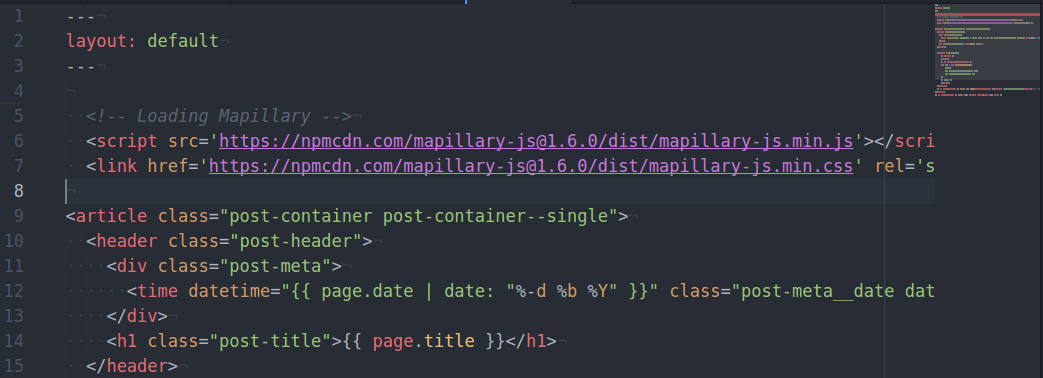 1 ---
2 layout: default
3 ---
4
5 <!-- Loading Mapillary -->
6 <script src='https://npmcdn.com/mapillary-js@1.6.0/dist/mapillary-js.min.js'></scri
7 <link href='https://npmcdn.com/mapillary-js@1.6.0/dist/mapillary-js.min.css' rel='s
8
9 <article class="post-container post-container--single">
10 <header class="post-header">
11 <div class="post-meta">
12 <time datetime="{{ page.date | date: "%-d %b %Y" }}" class="post-meta__date dat
13 </div>
14 <h1 class="post-title">{{ page.title }}</h1>
15 </header>